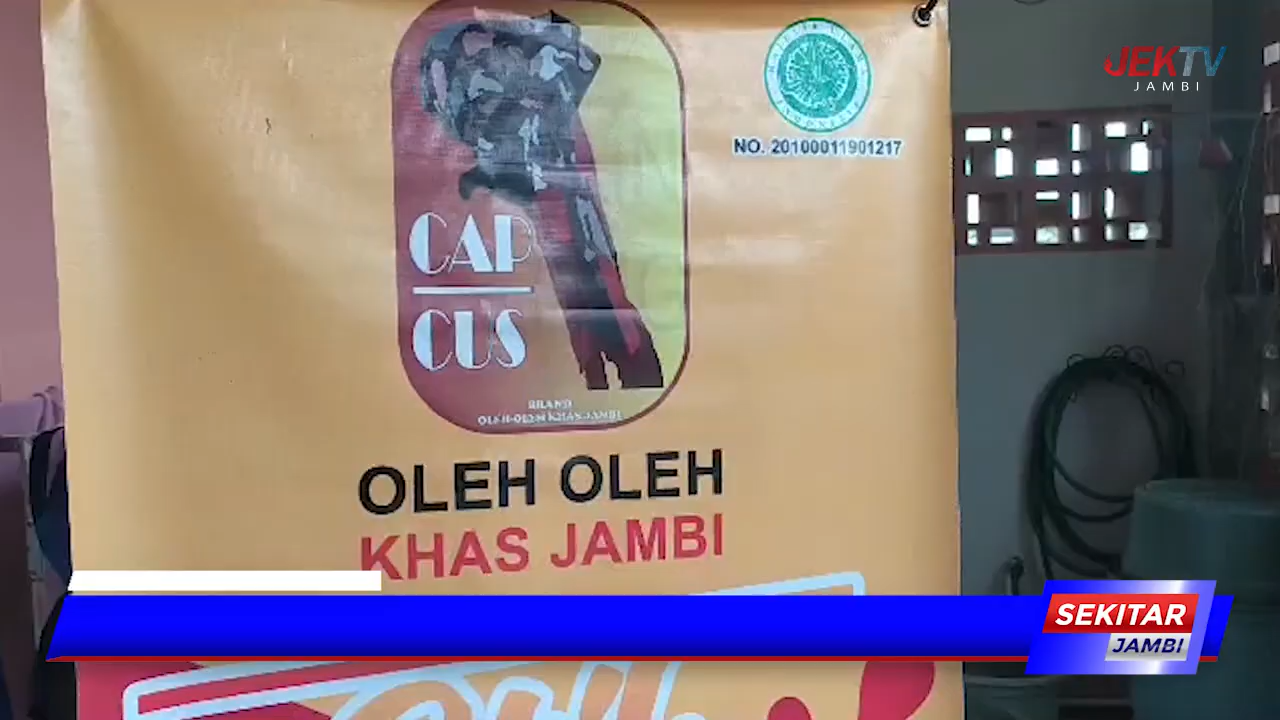 JEKTV
JAMBI
NO. 20100011901217
CAP
CUS
BRAND
OLEH-OLEH KHAS JAMBI
OLEH OLEH
KHAS JAMBI
SEKITAR
JAMBI